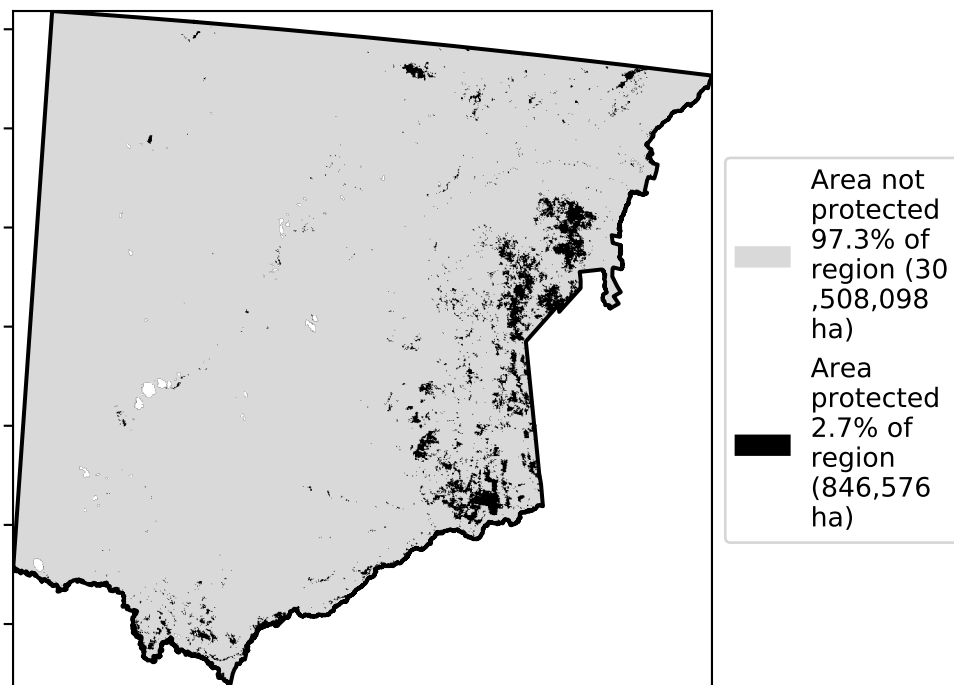 Area not
protected
97.3% of
region (30
,508,098
ha)
Area
protected
2.7% of
region
(846,576
ha)